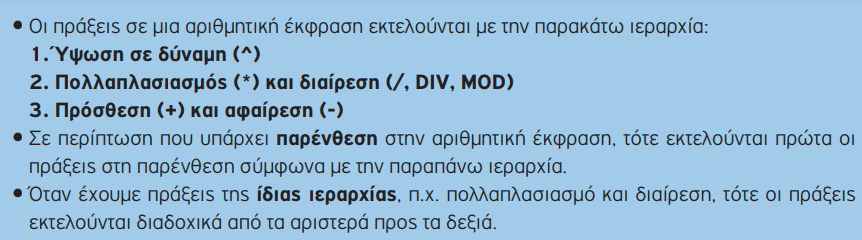 • Οι πράξεις σε μια αριθμητική έκφραση εκτελούνται με την παρακάτω ιεραρχία:
1. Ύψωση σε δύναμη (^)
2. Πολλαπλασιασμός (*) και διαίρεση (/, DIV, MOD)
3. Πρόσθεση (+) και αφαίρεση (-)
• Σε περίπτωση που υπάρχει παρένθεση στην αριθμητική έκφραση, τότε εκτελούνται πρώτα οι
πράξεις στη παρένθεση σύμφωνα με την παραπάνω ιεραρχία.
• Όταν έχουμε πράξεις της ίδιας ιεραρχίας, π.χ. πολλαπλασιασμό και διαίρεση, τότε οι πράξεις
εκτελούνται διαδοχικά από τα αριστερά προς τα δεξιά.